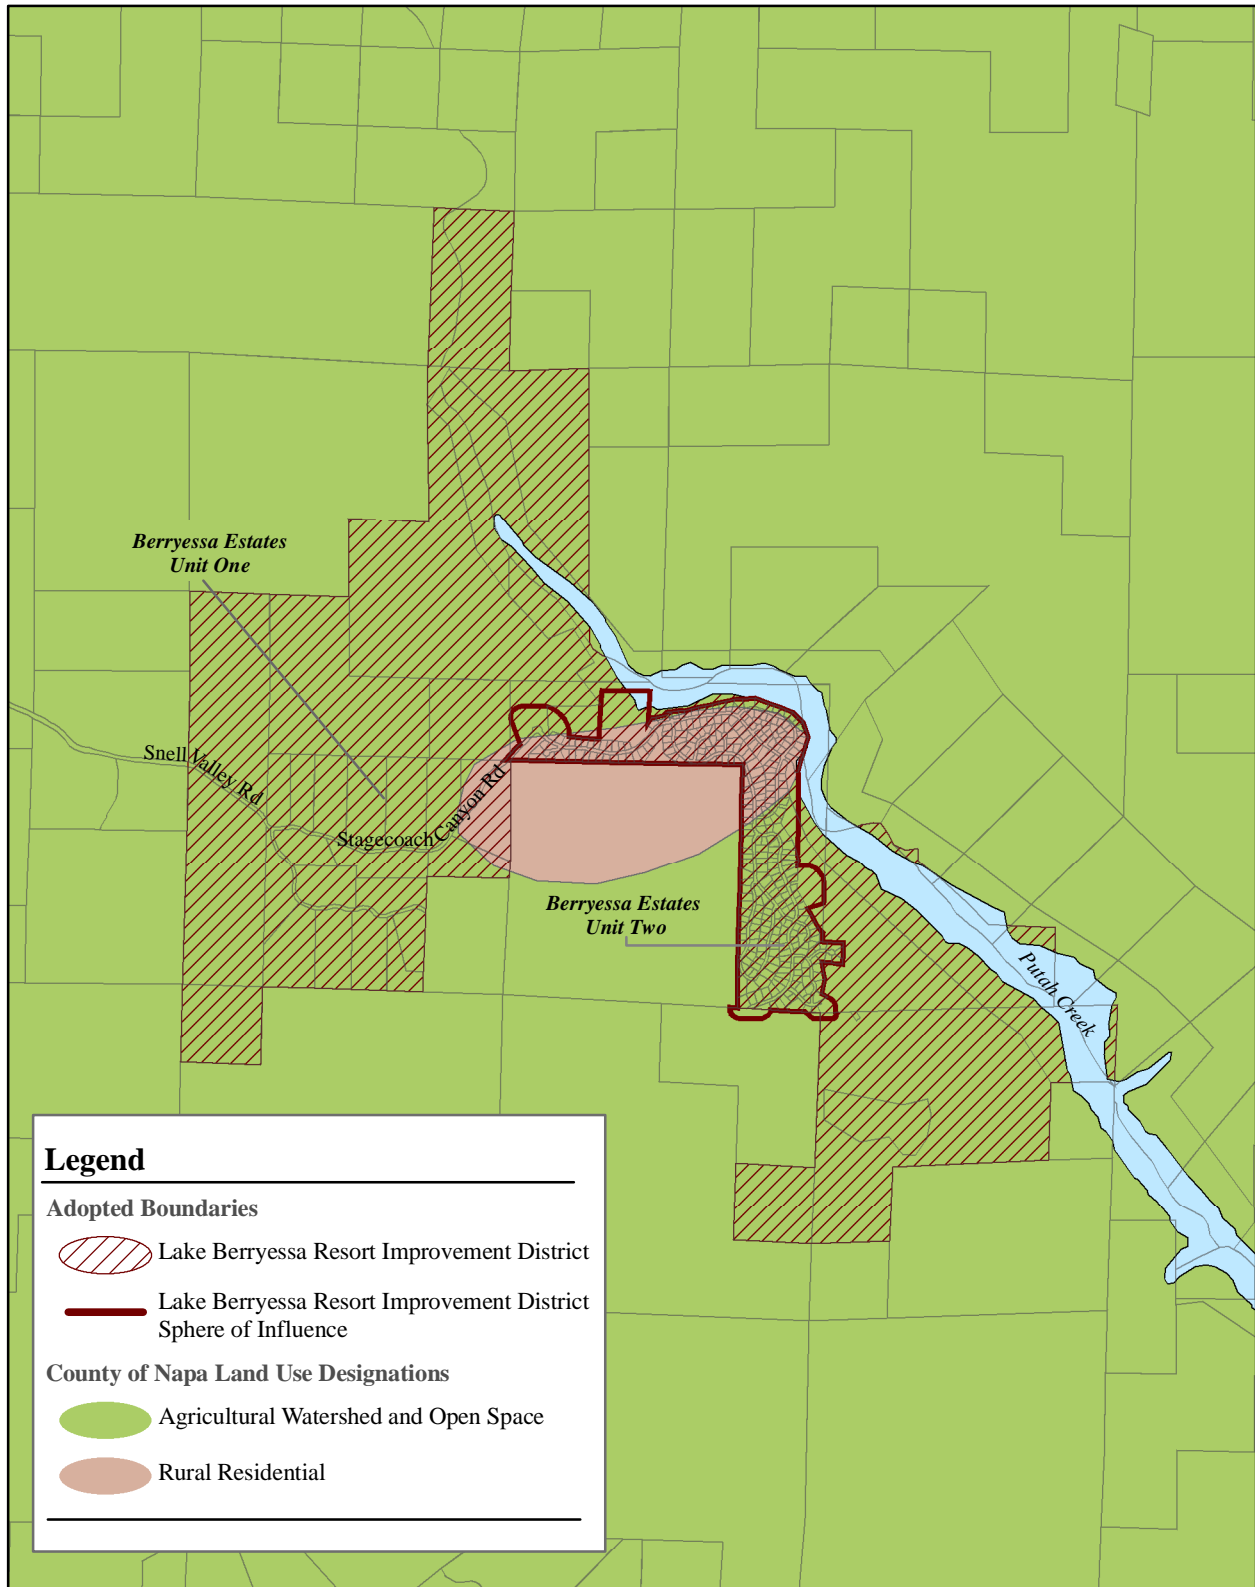 Berryessa Estates
Unit One
Snell Valley Rd
Stagecoach Canyon Rd
Berryessa Estates
Unit Two
Putah Creek
Legend
Adopted Boundaries
Lake Berryessa Resort Improvement District
Lake Berryessa Resort Improvement District
Sphere of Influence
County of Napa Land Use Designations
Agricultural Watershed and Open Space
Rural Residential